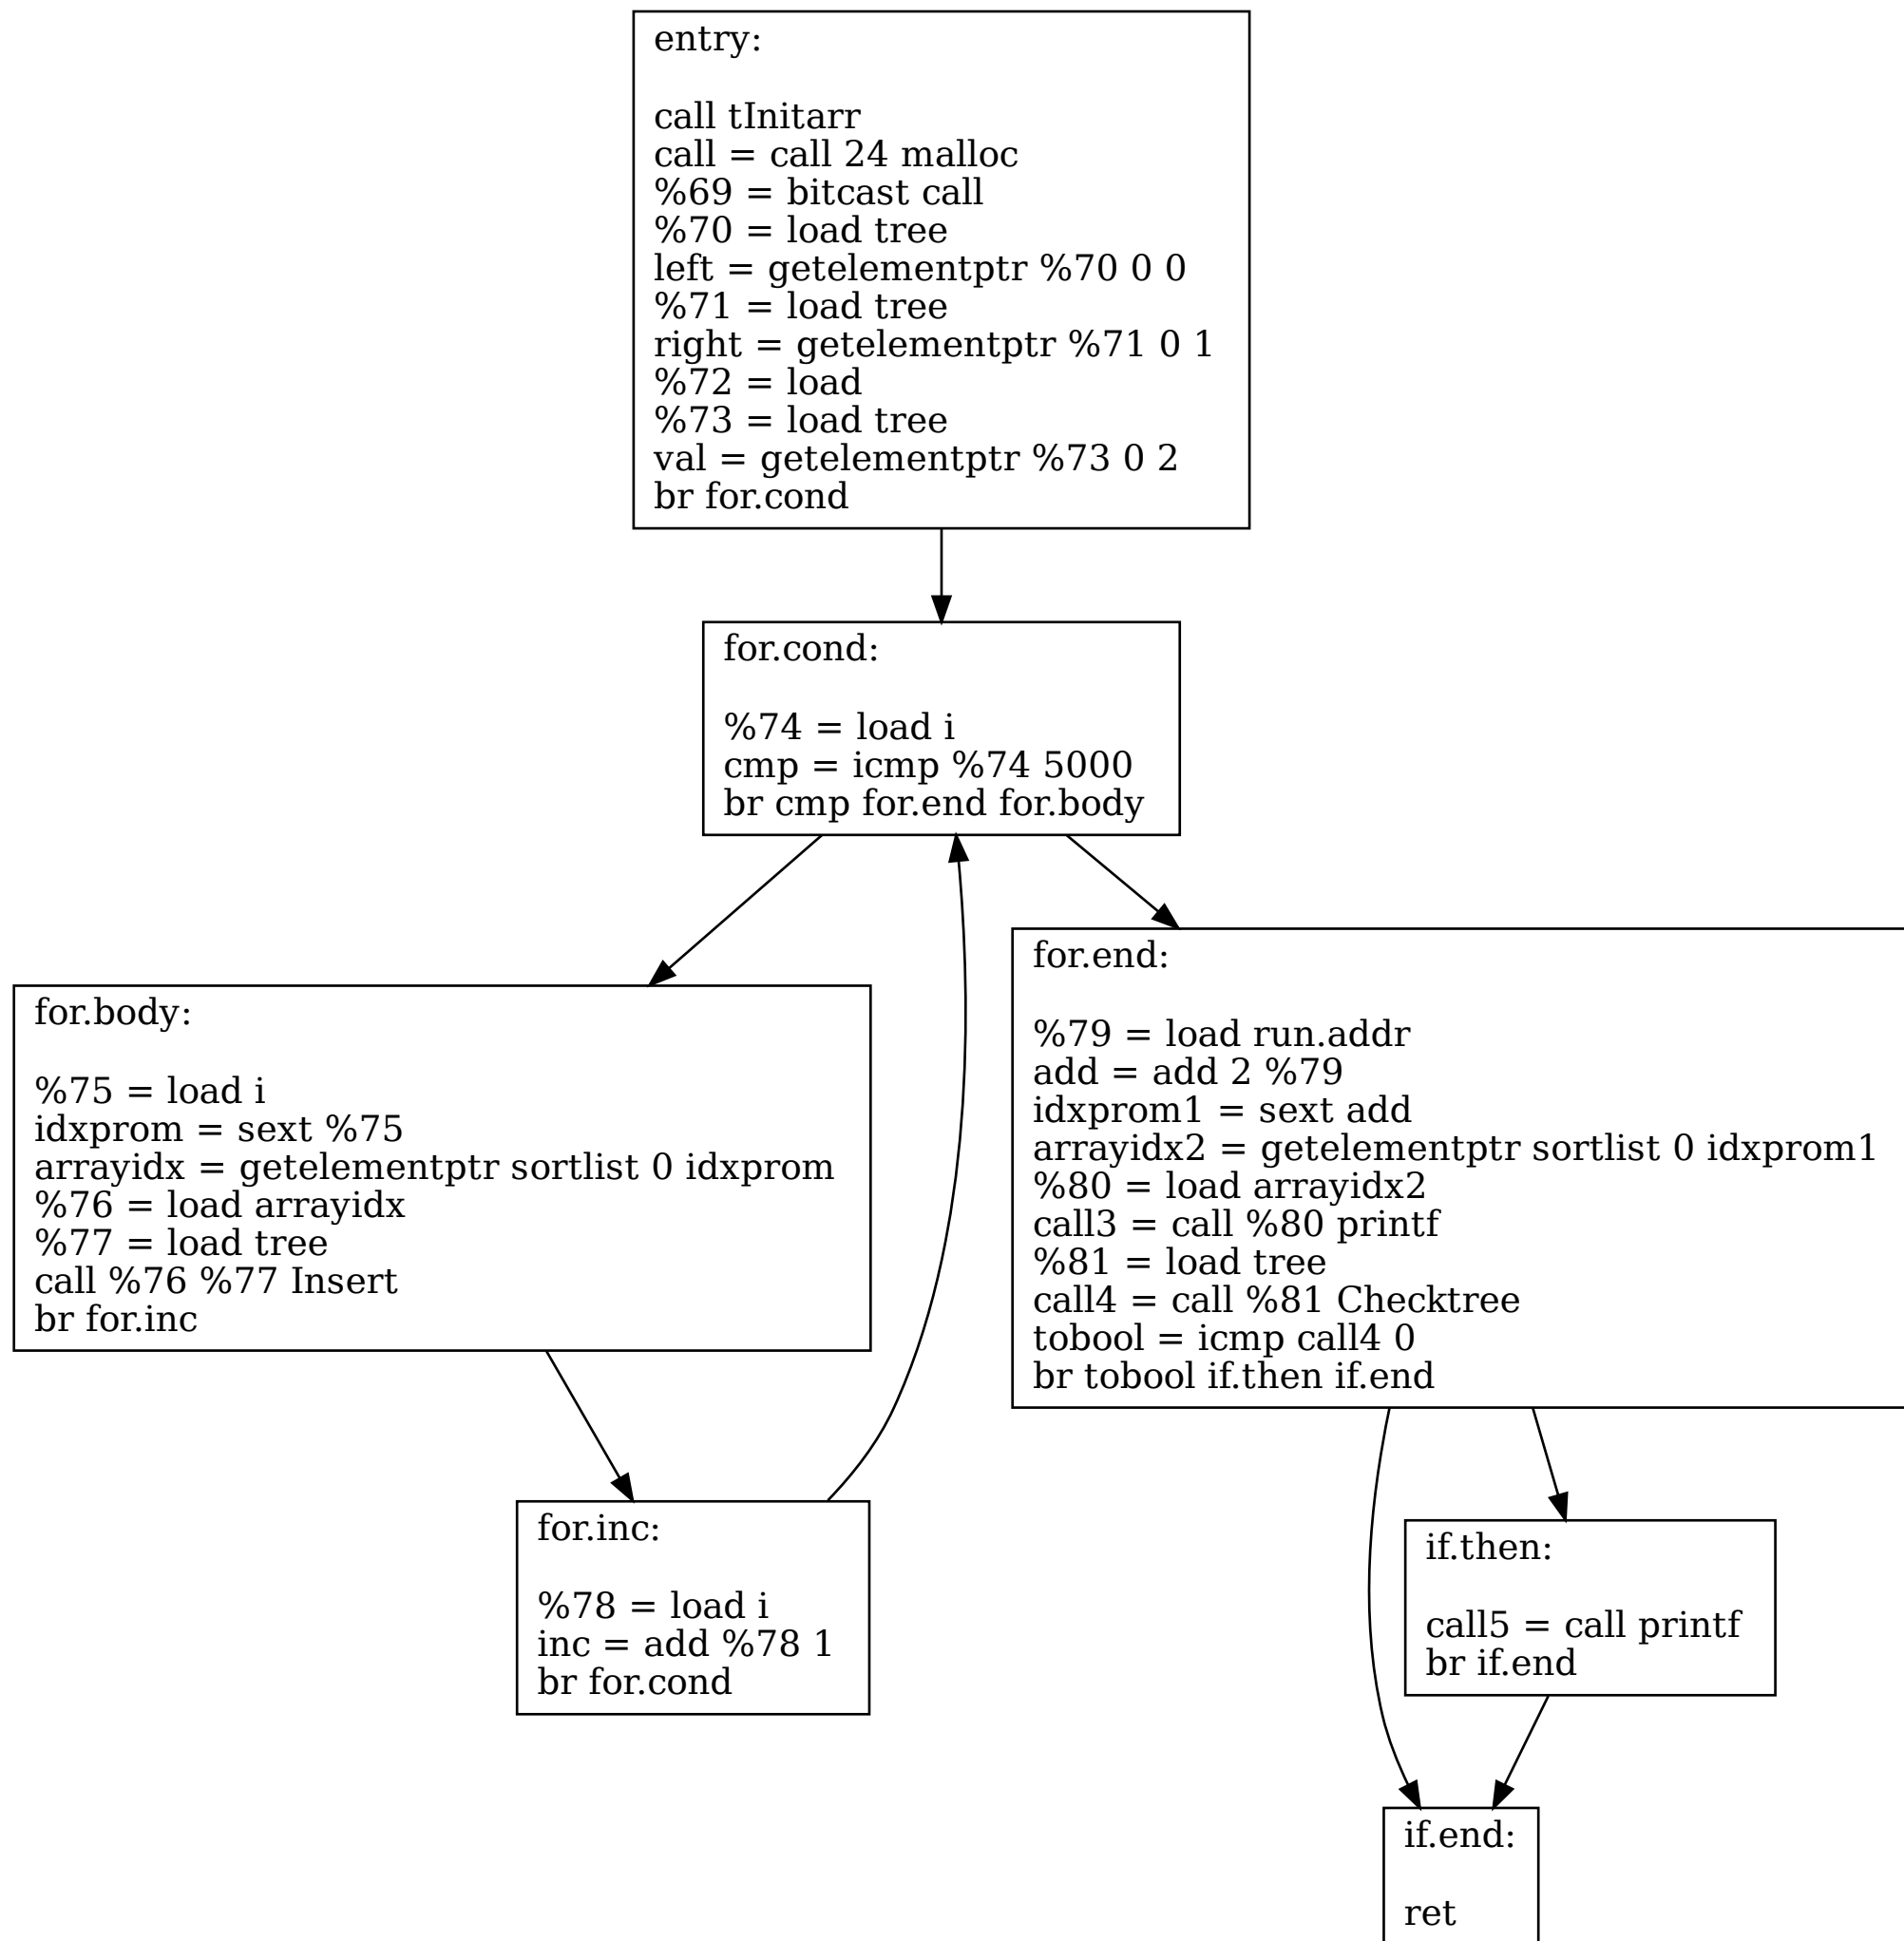 entry:
call tInitarr
call = call 24 malloc
%69 = bitcast call
%70 = load tree
left = getelementptr %70 0 0
%71 = load tree
right = getelementptr %71 0 1
%72 = load
%73 = load tree
val = getelementptr %73 0 2
br for.cond
for.cond:
%74 = load i
cmp = icmp %74 5000
br cmp for.end for.body
for.body:
%75 = load i
idxprom = sext %75
arrayidx = getelementptr sortlist 0 idxprom
%76 = load arrayidx
%77 = load tree
call %76 %77 Insert
br for.inc
for.end:
%79 = load run.addr
add = add 2 %79
idxprom1 = sext add
arrayidx2 = getelementptr sortlist 0 idxprom1
%80 = load arrayidx2
call3 = call %80 printf
%81 = load tree
call4 = call %81 Checktree
tobool = icmp call4 0
br tobool if.then if.end
for.inc:
%78 = load i
inc = add %78 1
br for.cond
if.then:
call5 = call printf
br if.end
if.end:
ret